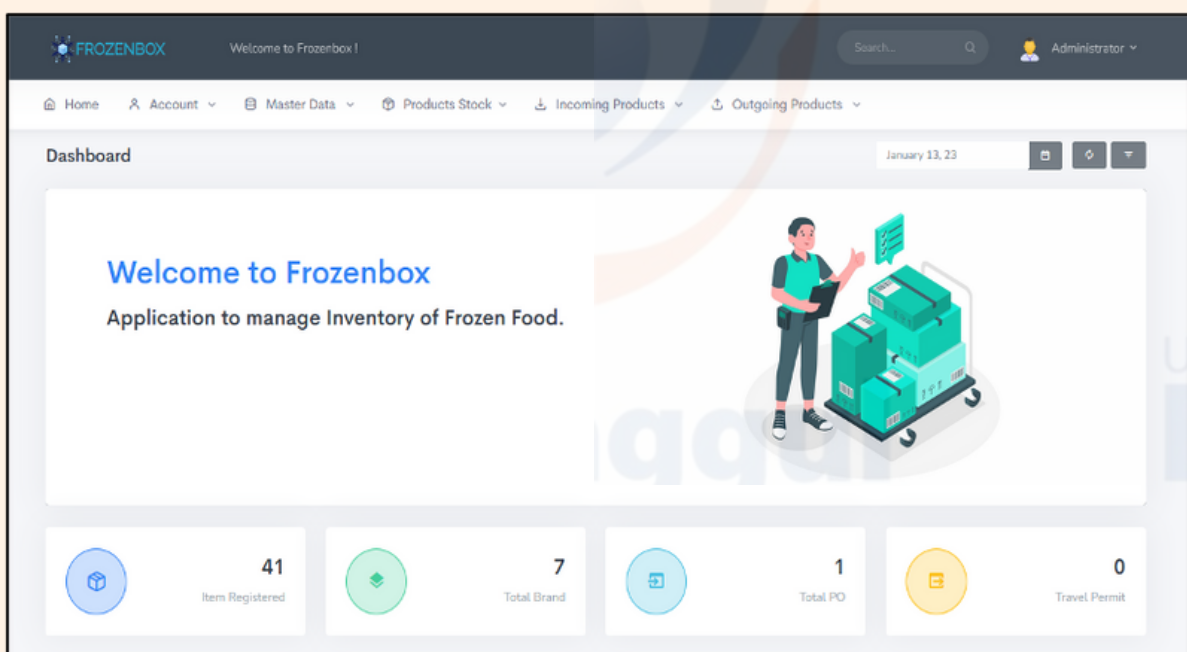 FROZENBOX
Welcome to Frozenbox !
Search...
Administrator
Home Account Master Data Products Stock Incoming Products Outgoing Products
Dashboard
January 13, 23
Welcome to Frozenbox
Application to manage Inventory of Frozen Food.
41
Item Registered
7
Total Brand
1
Total PO
0
Travel Permit